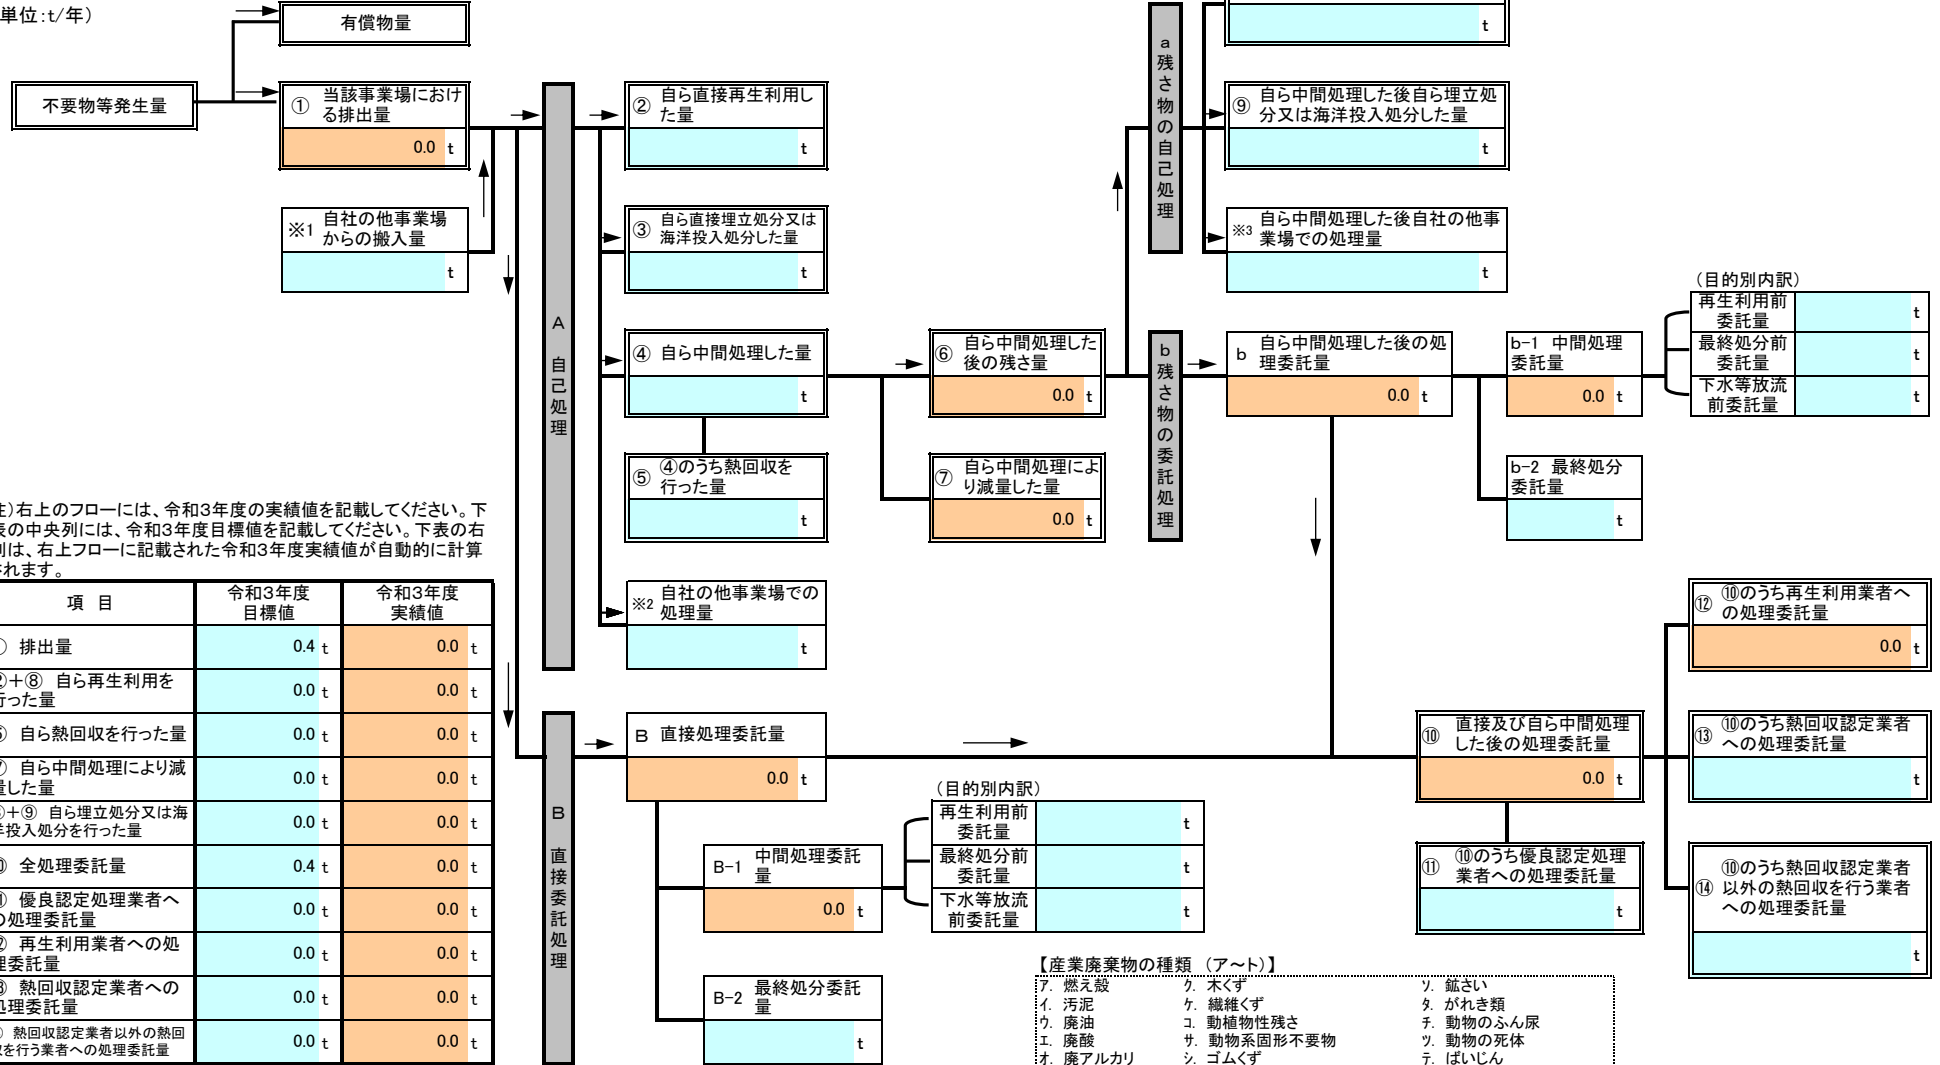 単位:t/年)
有償物量
不要物等発生量
① 当該事業場におけ
る排出量
0.0 t
※1 自社の他事業場
からの搬入量
t
A 自己処理
② 自ら直接再生利用し
た量
t
③ 自ら直接埋立処分又は
海洋投入処分した量
t
④ 自ら中間処理した量
t
⑤ ④のうち熱回収を
行った量
t
※2 自社の他事業場での
処理量
t
⑥ 自ら中間処理した
後の残さ量
0.0 t
⑦ 自ら中間処理によ
り減量した量
0.0 t
a 残さ物の自己処理
t
⑨ 自ら中間処理した後自ら埋立処
分又は海洋投入処分した量
t
※3 自ら中間処理した後自社の他事
業場での処理量
t
b 残さ物の委託処理
b 自ら中間処理した後の処
理委託量
0.0 t
b-1 中間処理
委託量
0.0 t
b-2 最終処分
委託量
t
(目的別内訳)
再生利用前
委託量
t
最終処分前
委託量
t
下水等放流
前委託量
t
注)右上のフローには、令和3年度の実績値を記載してください。下
表の中央列には、令和3年度目標値を記載してください。下表の右
列は、右上フローに記載された令和3年度実績値が自動的に計算
されます。
項 目
令和3年度
目標値
令和3年度
実績値
排出量
0.4 t 0.0 t
②+⑧ 自ら再生利用を
行った量
0.0 t 0.0 t
自ら熱回収を行った量
0.0 t 0.0 t
⑦ 自ら中間処理により減
量した量
0.0 t 0.0 t
+⑨ 自ら埋立処分又は海
洋投入処分を行った量
0.0 t 0.0 t
全処理委託量
0.4 t 0.0 t
優良認定処理業者へ
の処理委託量
0.0 t 0.0 t
再生利用業者への処
理委託量
0.0 t 0.0 t
熱回収認定業者への
処理委託量
0.0 t 0.0 t
熱回収認定業者以外の熱回
収を行う業者への処理委託量
0.0 t 0.0 t
B 直接委託処理
B 直接処理委託量
0.0 t
B-1 中間処理委託
量
0.0 t
B-2 最終処分委託
量
t
(目的別内訳)
再生利用前
委託量
t
最終処分前
委託量
t
下水等放流
前委託量
t
⑩ 直接及び自ら中間処理
した後の処理委託量
0.0 t
⑪ ⑩のうち優良認定処理
業者への処理委託量
t
⑫ ⑩のうち再生利用業者へ
の処理委託量
0.0 t
⑬ ⑩のうち熱回収認定業者
への処理委託量
t
⑭ ⑩のうち熱回収認定業者
以外の熱回収を行う業者
への処理委託量
t
【産業廃棄物の種類 (ア~ト)】
ア. 燃え殻 ク. 木くず ソ. 鉱さい
イ. 汚泥 ケ. 繊維くず タ. がれき類
ウ. 廃油 コ. 動植物性残さ チ. 動物のふん尿
エ. 廃酸 サ. 動物系固形不要物 ツ. 動物の死体
オ. 廃アルカリ シ. ゴムくず テ. ばいじん